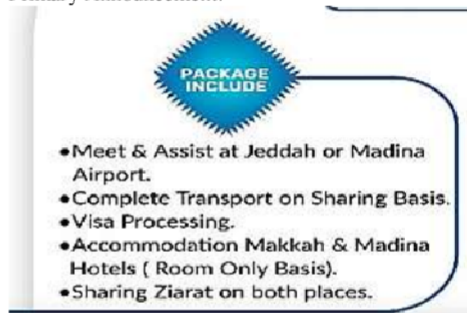 PACKAGE
INCLUDE
•Meet & Assist at Jeddah or Madina
Airport.
•Complete Transport on Sharing Basis.
•Visa Processing.
•Accommodation Makkah & Madina
Hotels ( Room Only Basis).
•Sharing Ziarat on both places.